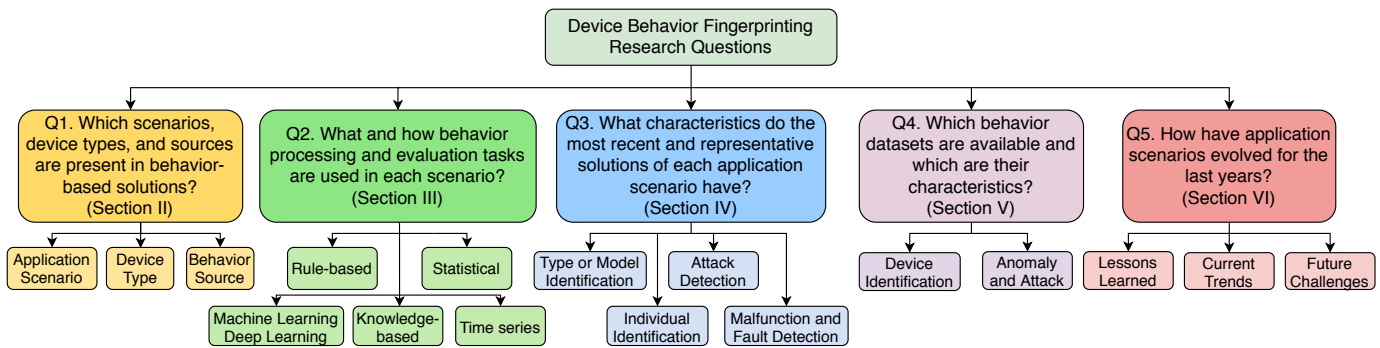 Device Behavior Fingerprinting
Research Questions
Q1. Which scenarios,
device types, and sources
are present in behavior-
based solutions?
(Section II)
Q2. What and how behavior
processing and evaluation tasks
are used in each scenario?
(Section III)
Q3. What characteristics do the
most recent and representative
solutions of each application
scenario have?
(Section IV)
Q4. Which behavior
datasets are available and
which are their
characteristics?
(Section V)
Q5. How have application
scenarios evolved for the
last years?
(Section VI)
Application
Scenario
Device
Type
Behavior
Source
Rule-based
Statistical
Machine Learning
Deep Learning
Knowledge-
based
Time series
Type or Model
Identification
Attack
Detection
Individual
Identification
Malfunction and
Fault Detection
Device
Identification
Anomaly
and Attack
Lessons
Learned
Current
Trends
Future
Challenges